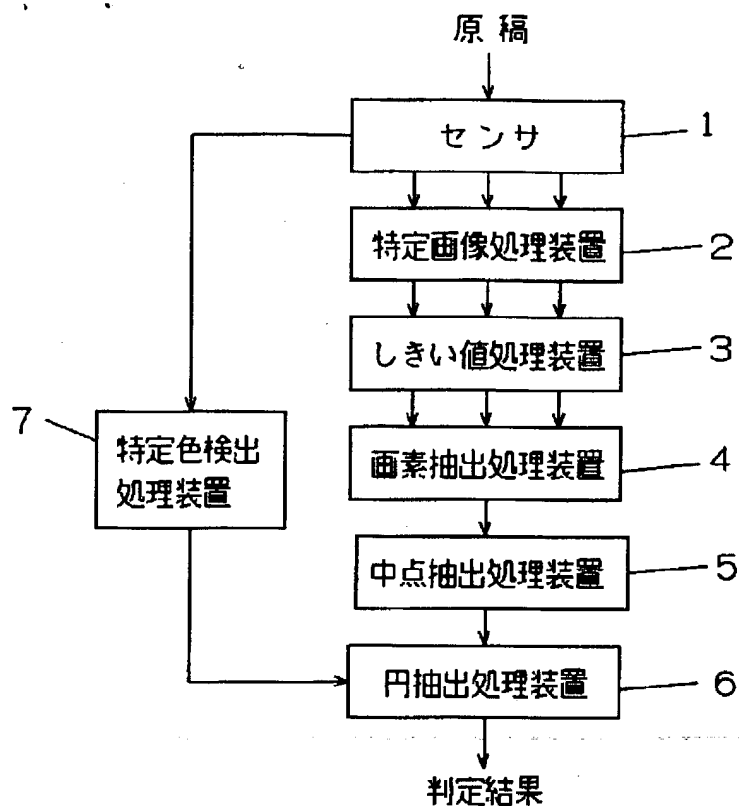 原稿
センサ
1
特定画像処理装置
2
しきい値処理装置
3
7
特定色検出
処理装置
画素抽出処理装置
4
中点抽出処理装置
5
円抽出処理装置
6
判定結果